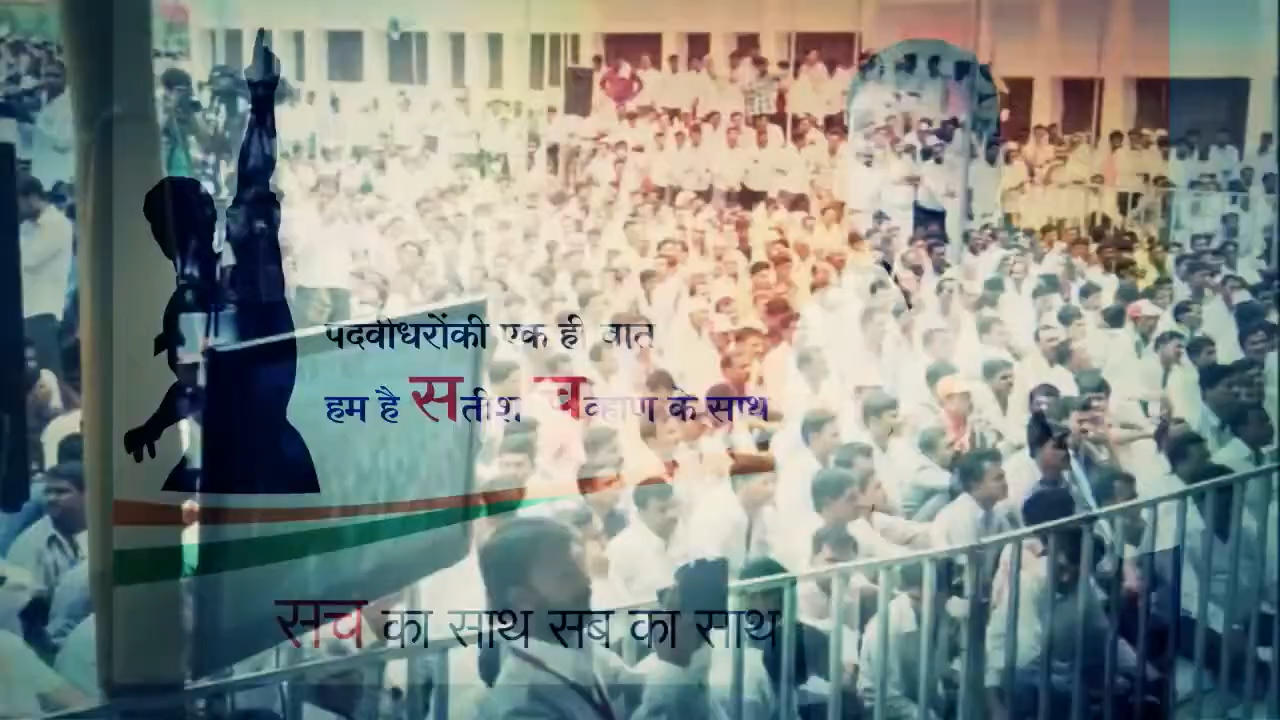 पदवीधरोंकी एक ही बात
हम है सतीश चव्हाण के साथ
सच का साथ सब का साथ